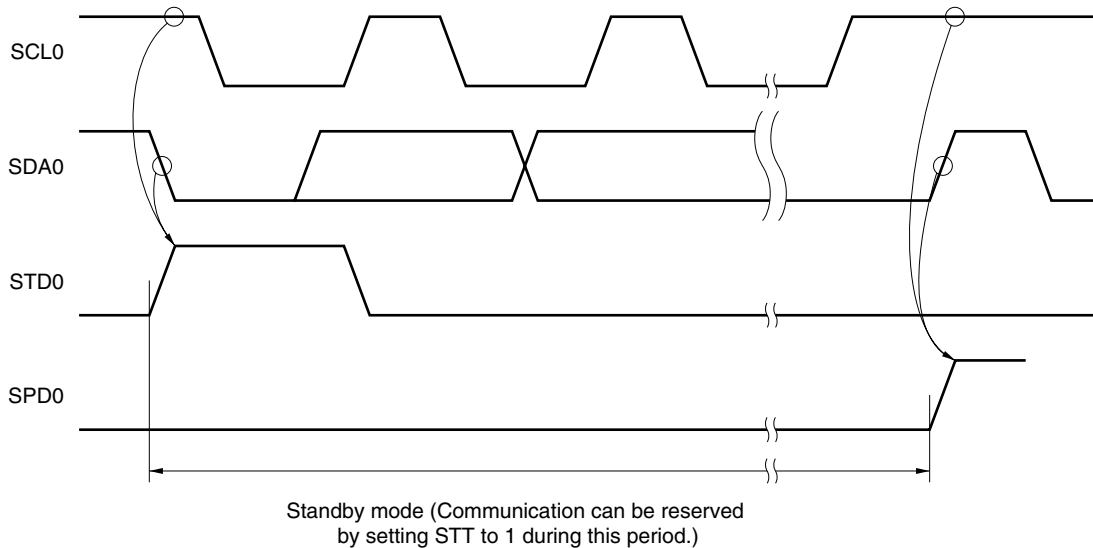 SCL0
SDA0
STD0
SPD0
Standby mode (Communication can be reserved
by setting STT to 1 during this period.)